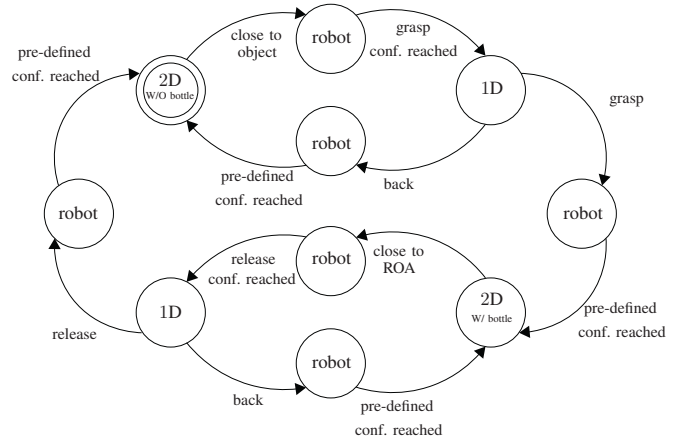 robot
close to
object
grasp
conf. reached
pre-defined
conf. reached
2D
W/O bottle
1D
grasp
robot
pre-defined
conf. reached
back
robot
robot
robot
release
conf. reached
close to
ROA
1D
2D
W/ bottle
pre-defined
conf. reached
release
robot
back
pre-defined
conf. reached